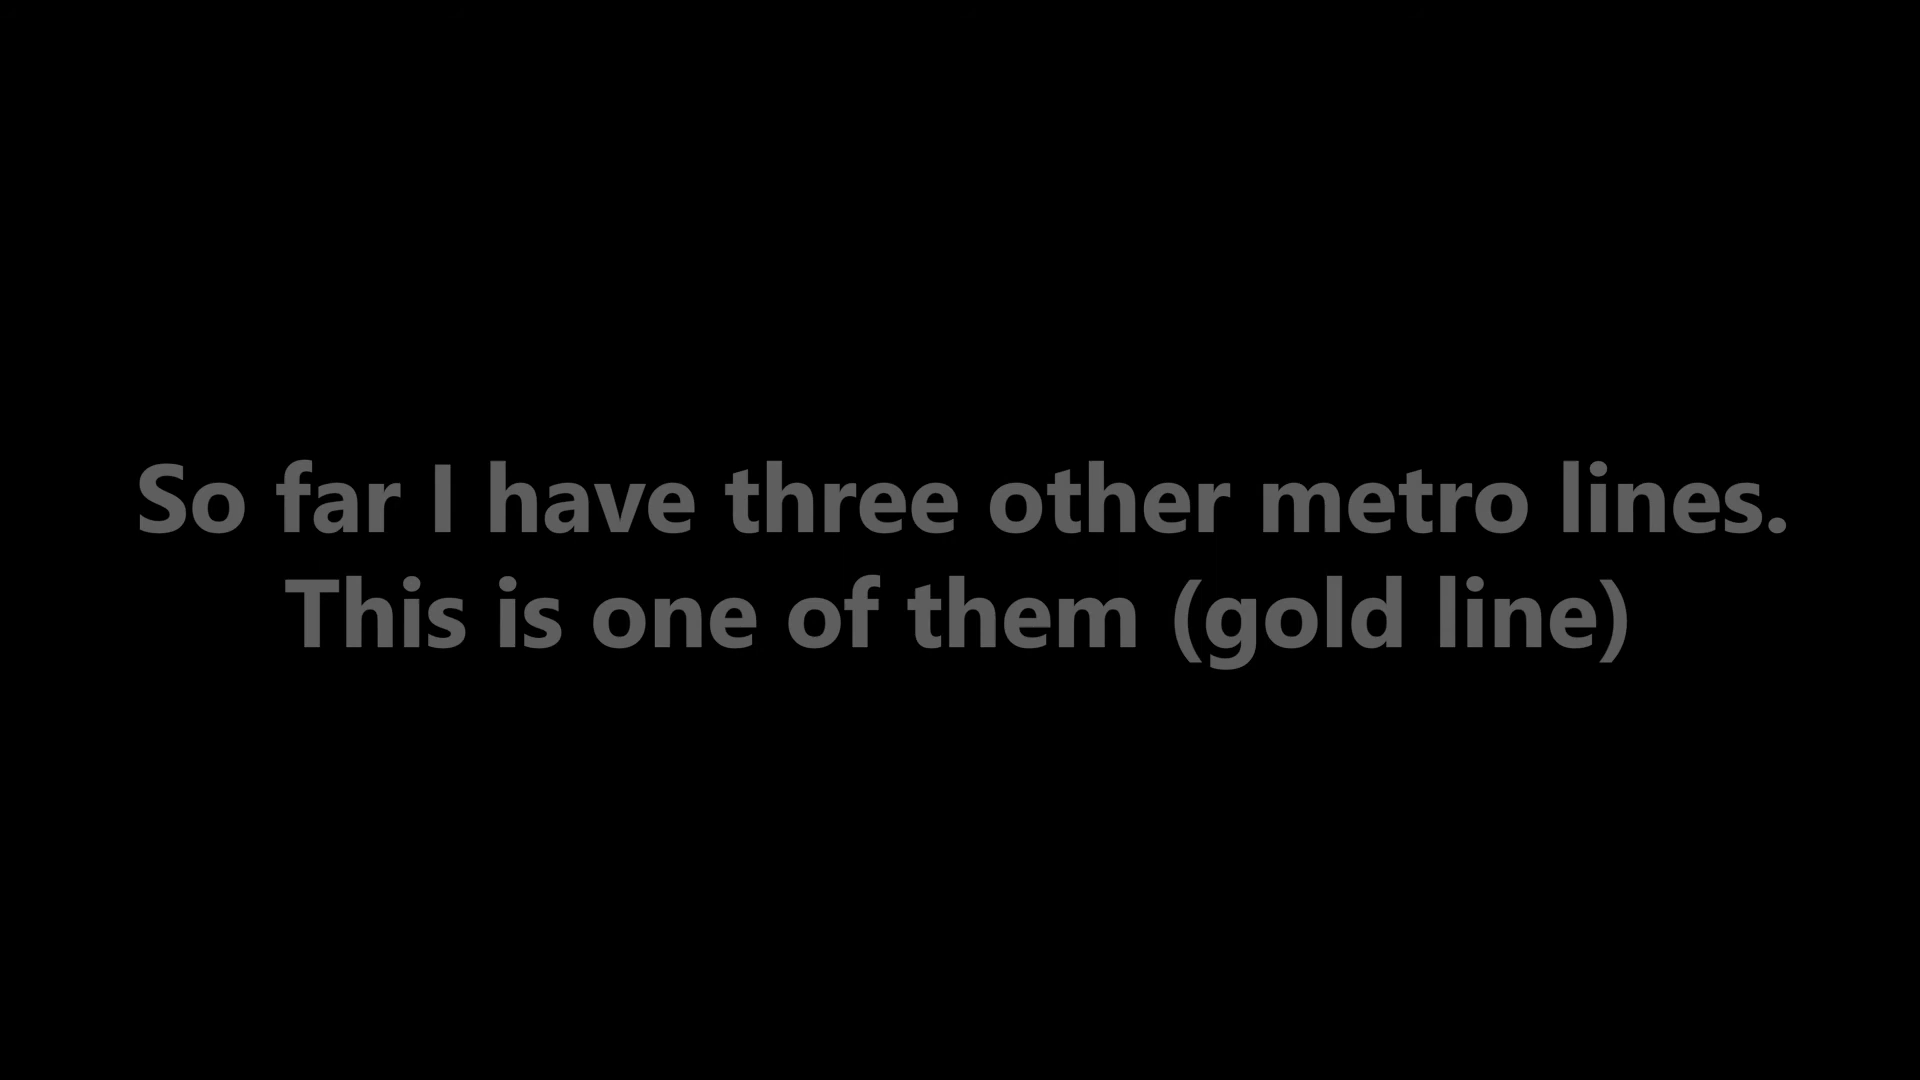 So far I have three other metro lines.
This is one of them (gold line)